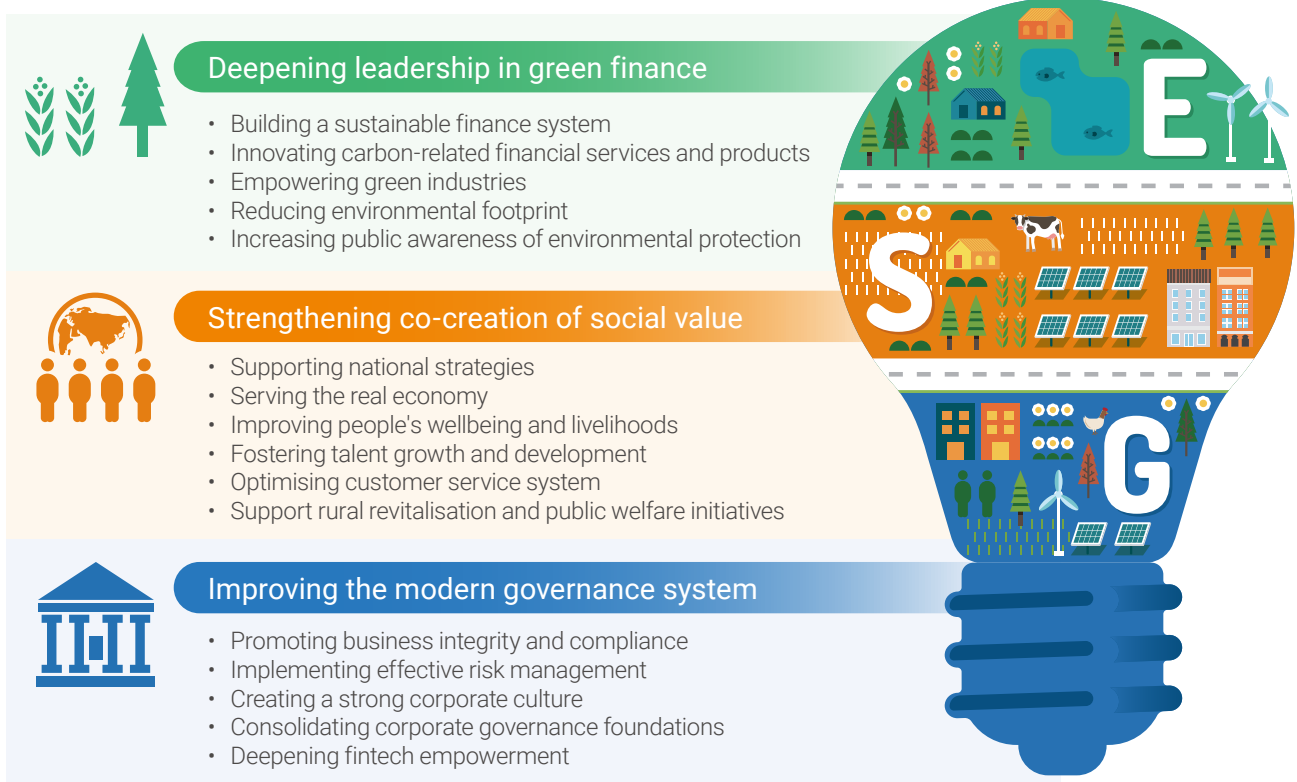 Deepening leadership in green finance
• Building a sustainable finance system
• Innovating carbon-related financial services and products
• Empowering green industries
• Reducing environmental footprint
• Increasing public awareness of environmental protection
E
Strengthening co-creation of social value
• Supporting national strategies
• Serving the real economy
• Improving people's wellbeing and livelihoods
• Fostering talent growth and development
• Optimising customer service system
• Support rural revitalisation and public welfare initiatives
S
Improving the modern governance system
• Promoting business integrity and compliance
• Implementing effective risk management
• Creating a strong corporate culture
• Consolidating corporate governance foundations
• Deepening fintech empowerment
G